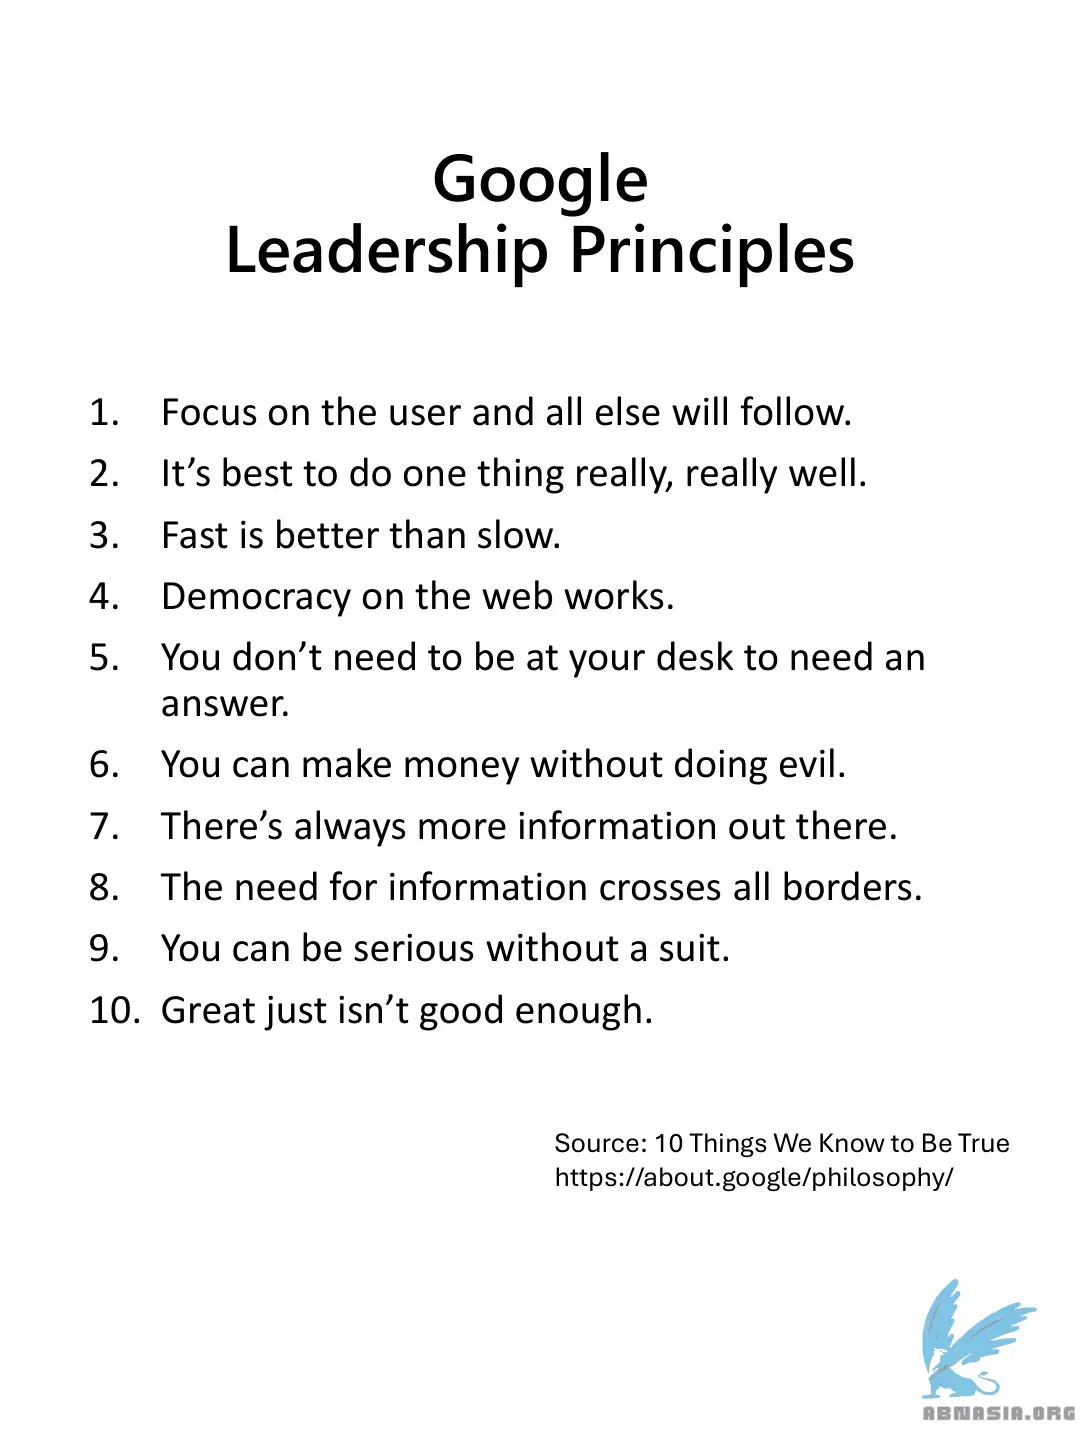 Google
Leadership Principles
1. Focus on the user and all else will follow.
2. It’s best to do one thing really, really well.
3. Fast is better than slow.
4. Democracy on the web works.
5. You don’t need to be at your desk to need an
answer.
6. You can make money without doing evil.
7. There’s always more information out there.
8. The need for information crosses all borders.
9. You can be serious without a suit.
10. Great just isn’t good enough.
Source: 10 Things We Know to Be True
https://about.google/philosophy/
ABNASIA.ORG